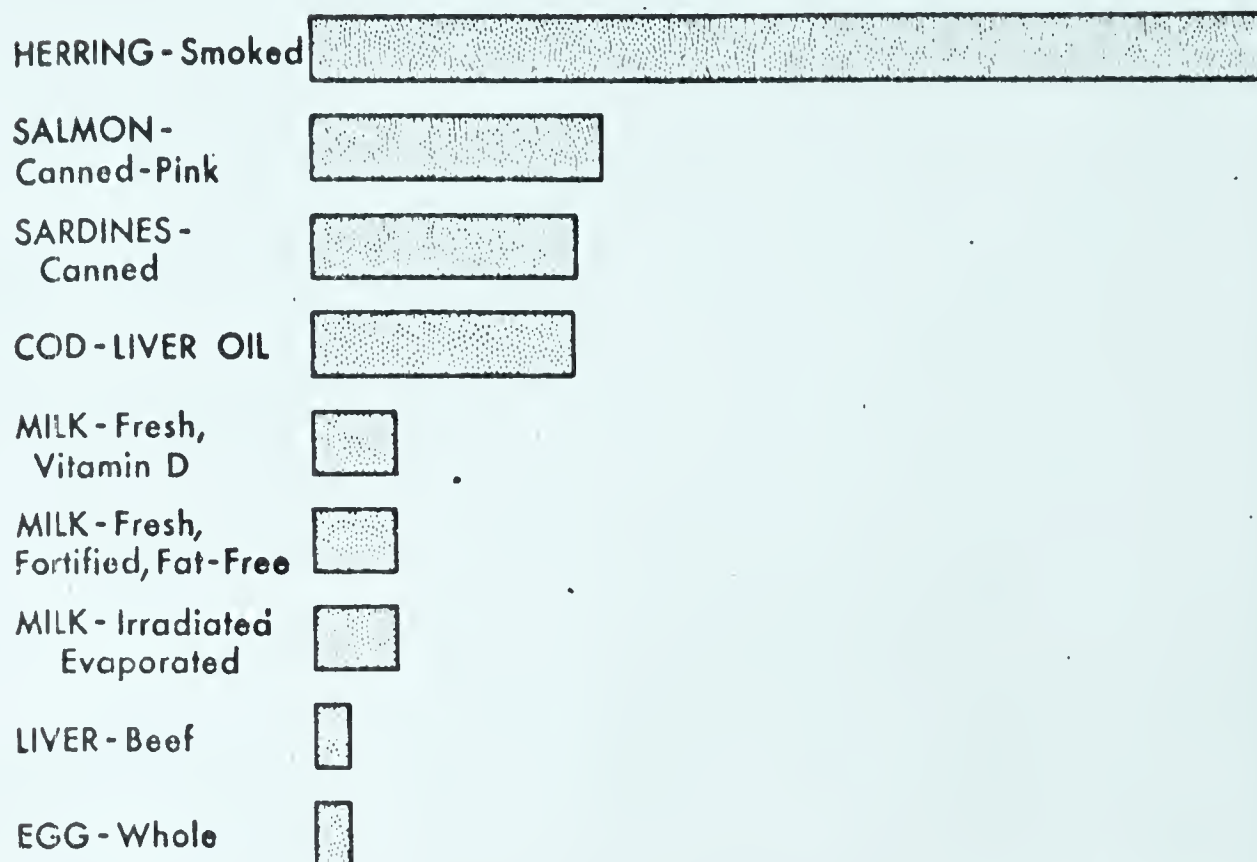 HERRING - Smoked
SALMON -
Canned - Pink
SARDINES -
Canned
COD - LIVER OIL
MILK - Fresh,
Vitamin D
MILK - Fresh,
Fortified, Fat-Free
MILK - Irradiated
Evaporated
LIVER - Beef
EGG - Whole